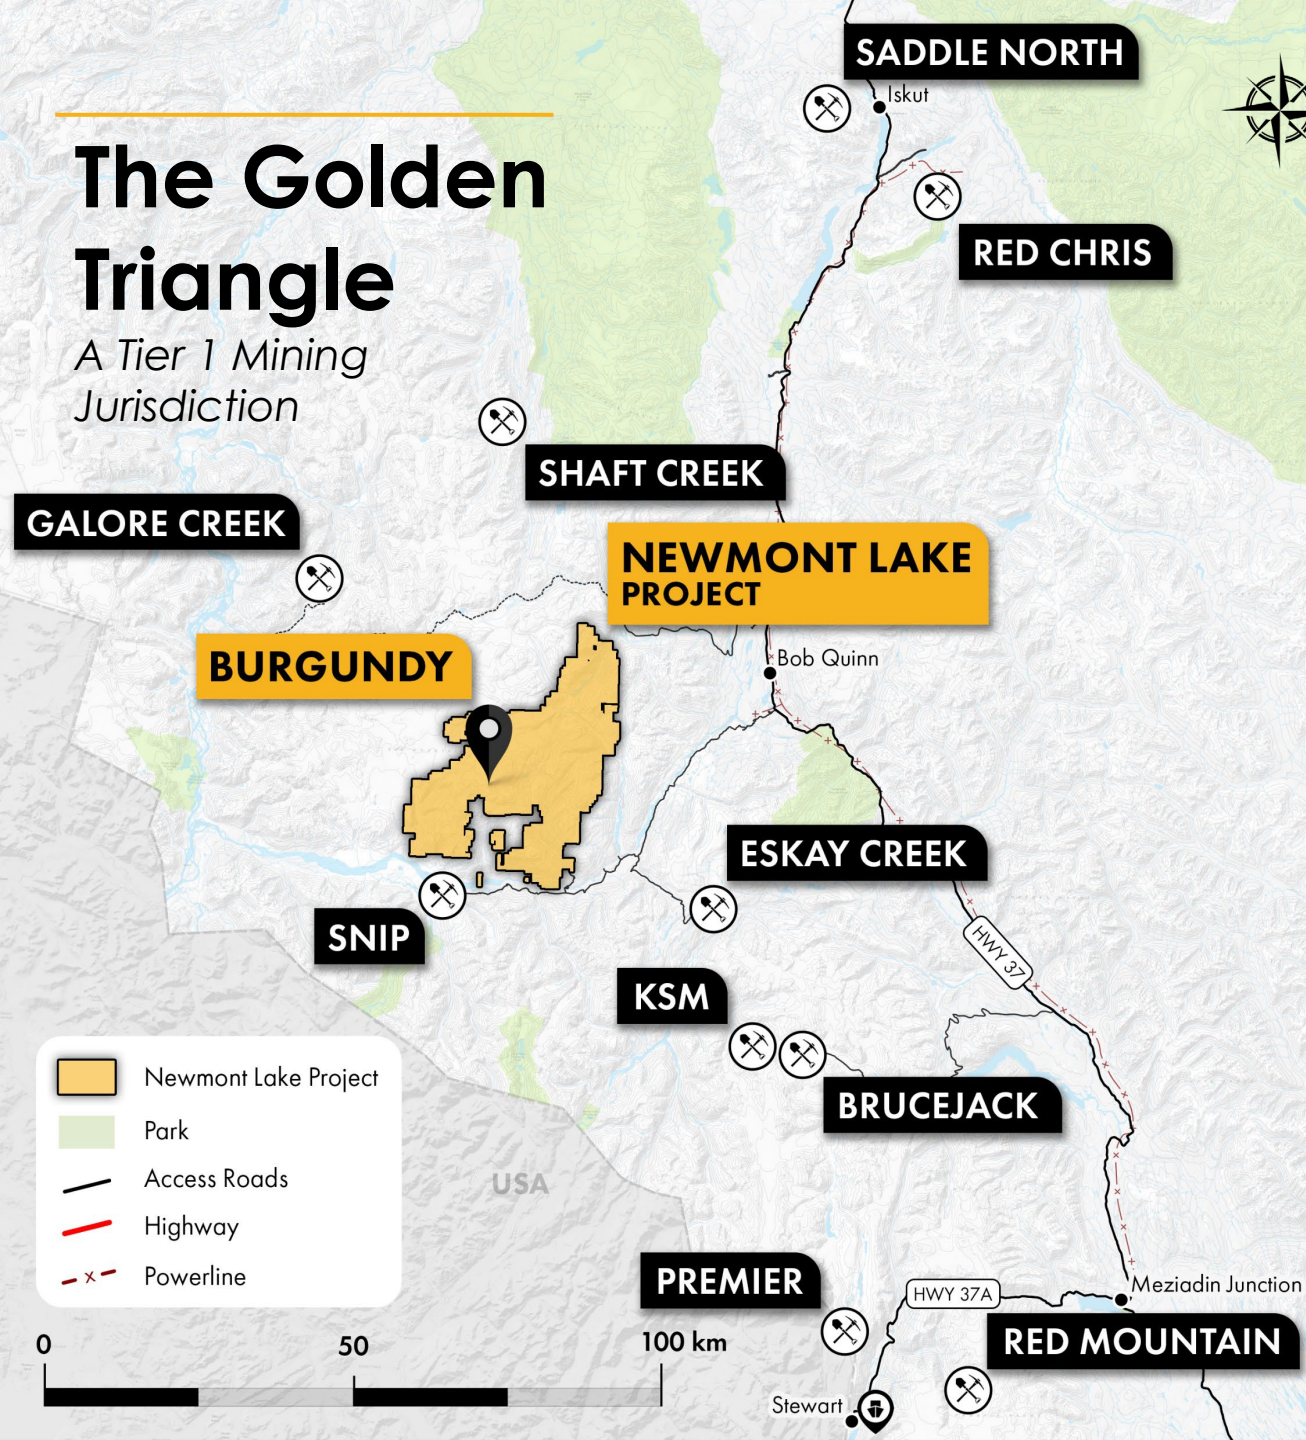 SADDLE NORTH
Iskut
The Golden
Triangle
A Tier 1 Mining
Jurisdiction
RED CHRIS
SHAFT CREEK
GALORE CREEK
NEWMONT LAKE
PROJECT
BURGUNDY
Bob Quinn
ESKAY CREEK
SNIP
HWY 37
KSM
BRUCEJACK
Newmont Lake Project
Park
Access Roads
Highway
Powerline
USA
PREMIER
Meziadin Junction
HWY 37A
RED MOUNTAIN
0
50
100 km
Stewart